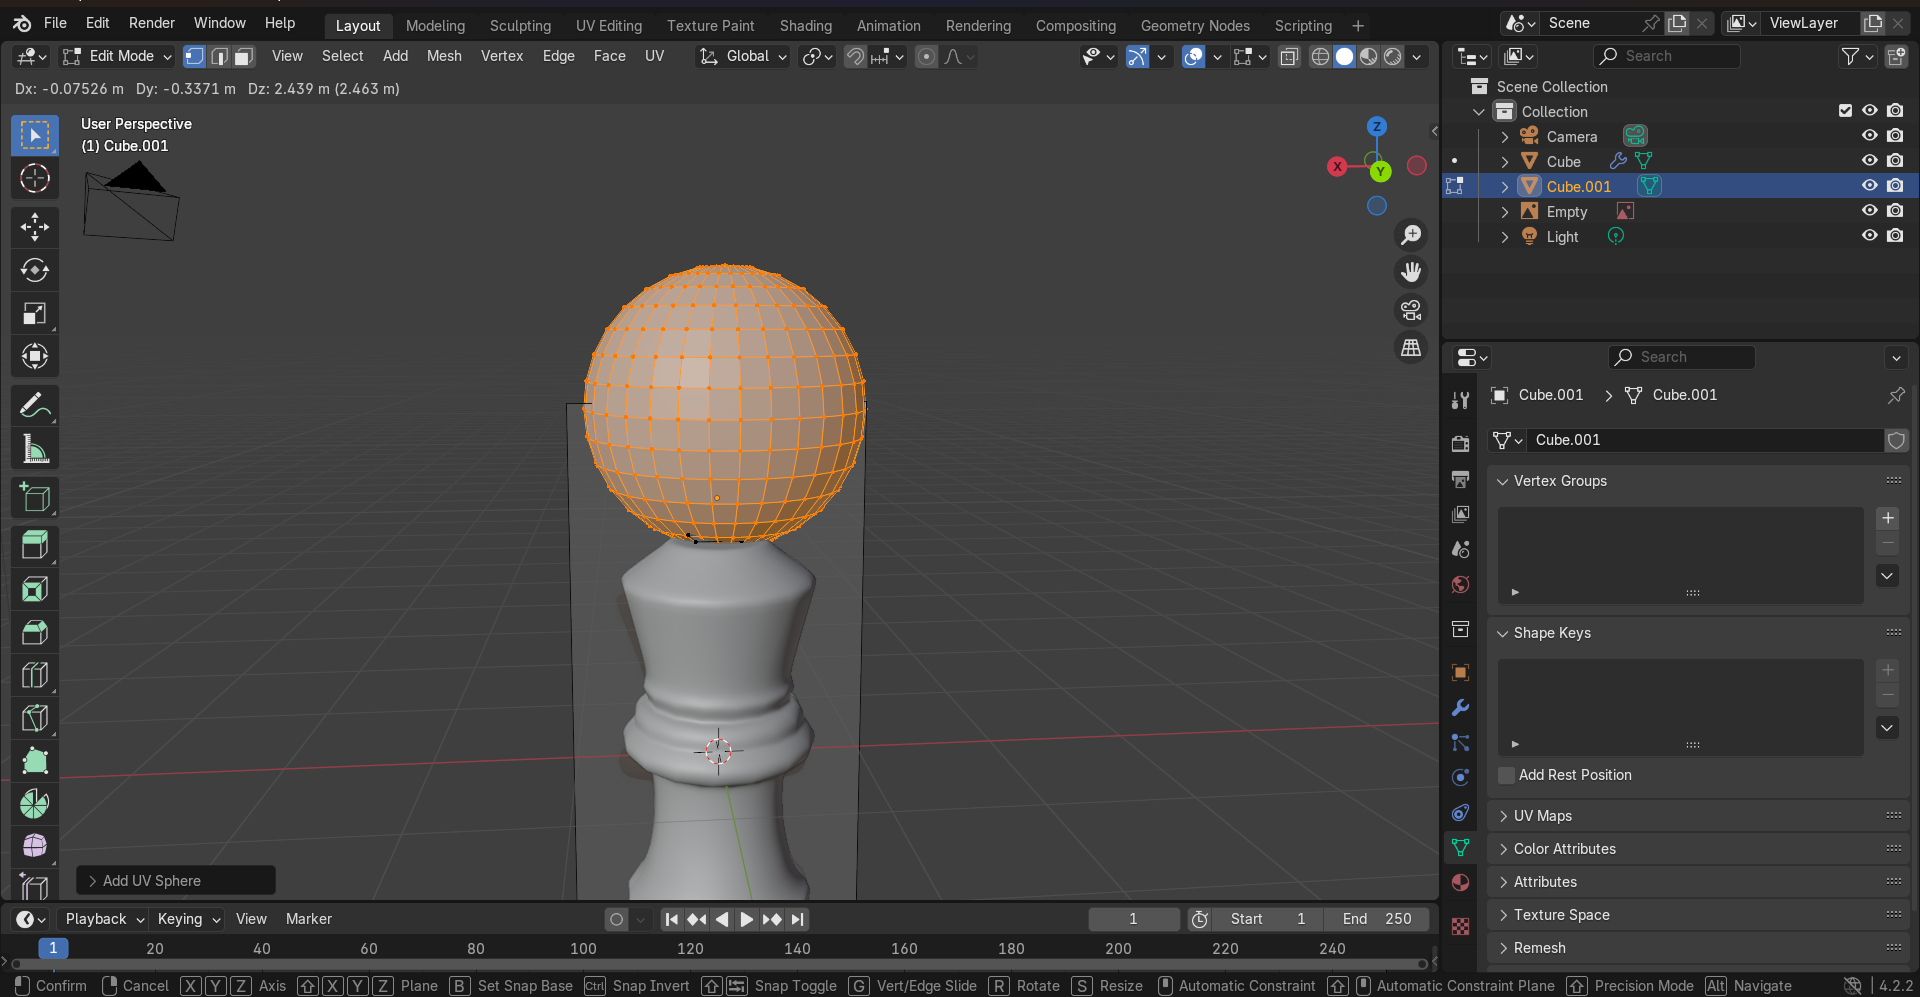 File Edit Render Window Help Layout Modeling Sculpting UV Editing Texture Paint Shading Animation Rendering Compositing Geometry Nodes Scripting + Scene ViewLayer
Edit Mode View Select Add Mesh Vertex Edge Face UV Global Search
Dx: -0.07526 m Dy: -0.3371 m Dz: 2.439 m (2.463 m)
User Perspective
(1) Cube.001
Z
X
Y
Scene Collection
Collection
Camera
Cube
Cube.001
Empty
Light
Search
Cube.001 > Cube.001
Cube.001
Vertex Groups
Shape Keys
Add Rest Position
UV Maps
Color Attributes
Attributes
Texture Space
Remesh
Add UV Sphere
Playback Keying View Marker 1 Start 1 End 250
1 20 40 60 80 100 120 140 160 180 200 220 240
Confirm Cancel X Y Z Axis X Y Z Plane B Set Snap Base Ctrl Snap Invert Snap Toggle G Vert/Edge Slide R Rotate S Resize Automatic Constraint Automatic Constraint Plane Precision Mode Alt Navigate 4.2.2